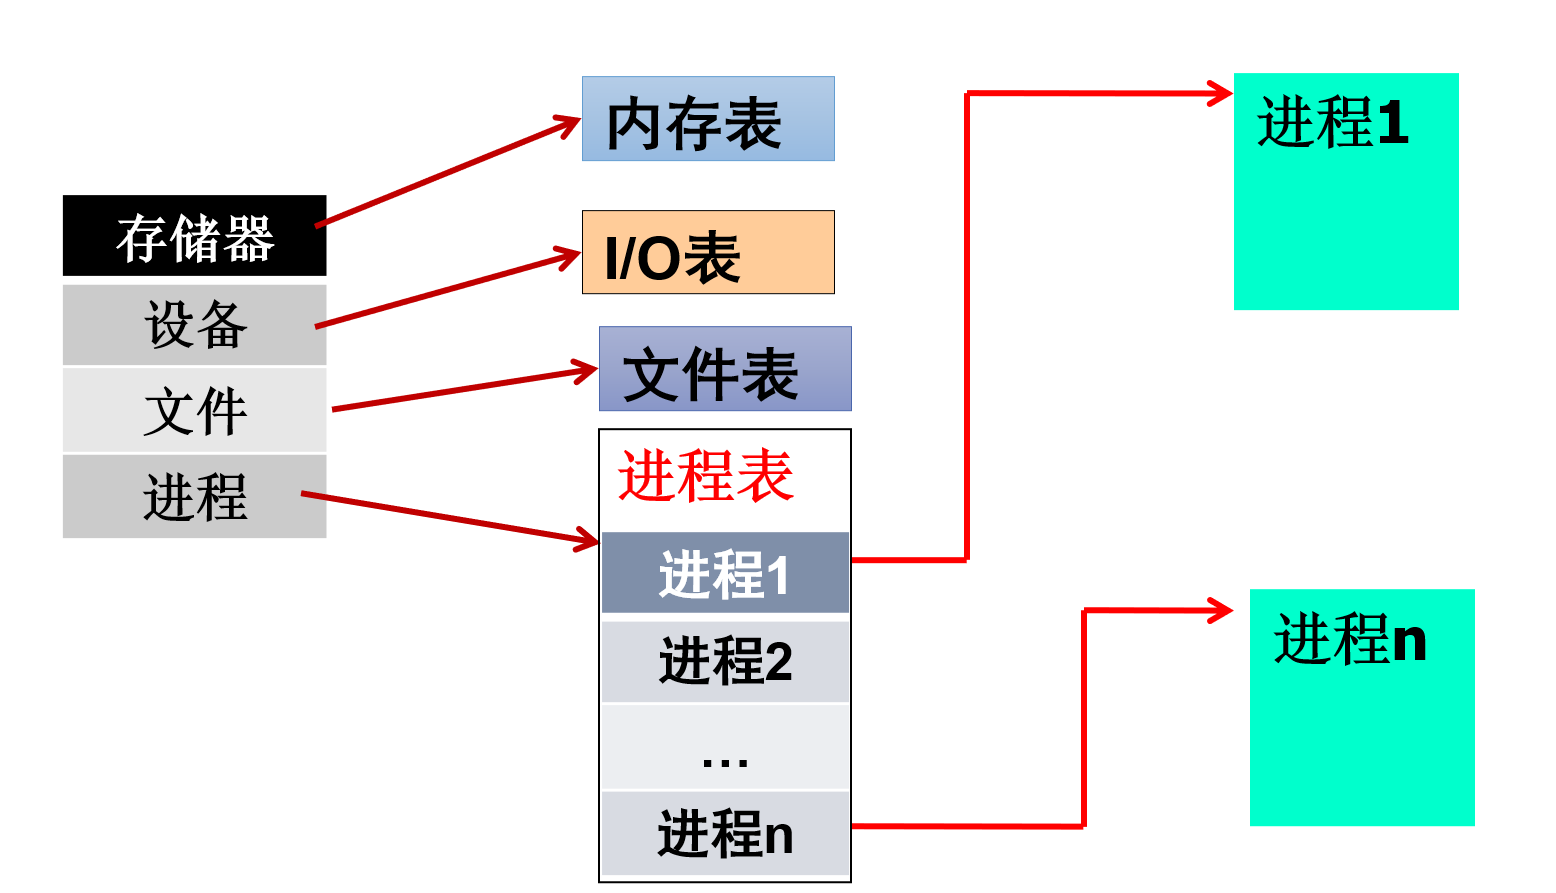 存储器
设备
文件
进程
内存表
I/O表
文件表
进程表
进程1
进程2
...
进程n
进程1
进程n